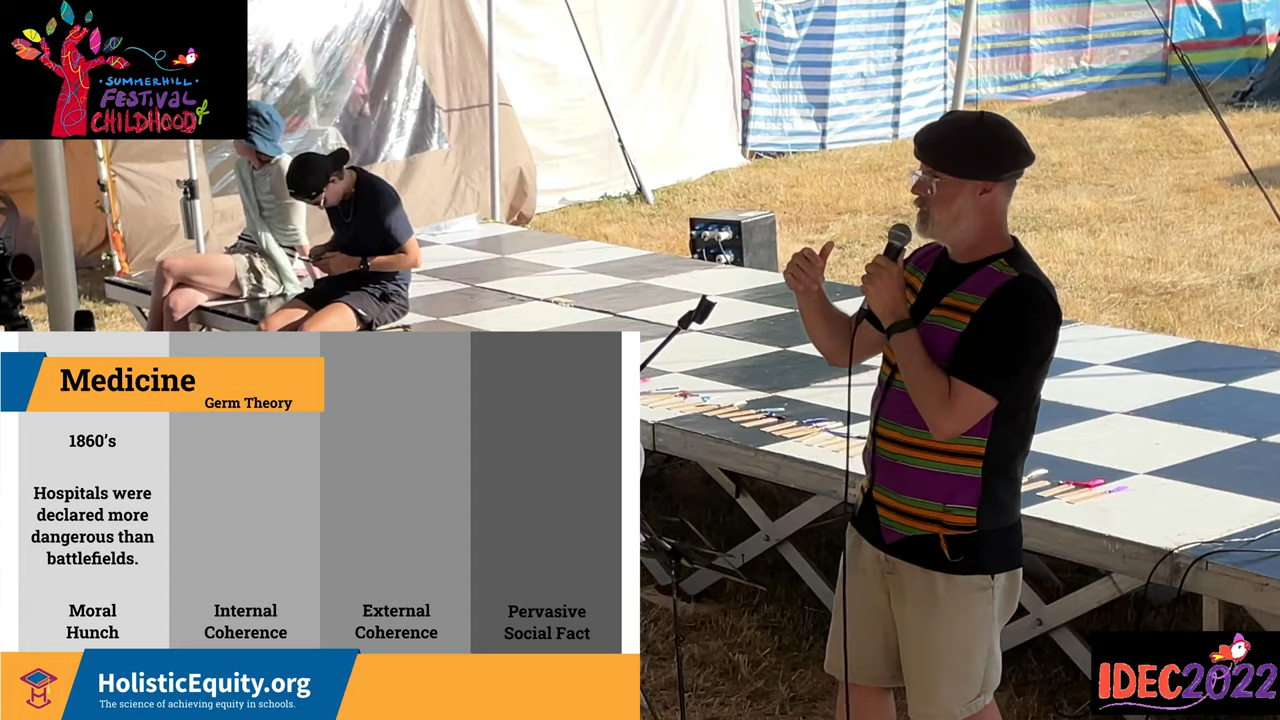 · SUMMERHILL ·
FESTIVAL of
CHILDHOOD
Medicine
Germ Theory
1860's
Hospitals were
declared more
dangerous than
battlefields.
Moral
Hunch
Internal
Coherence
External
Coherence
Pervasive
Social Fact
HolisticEquity.org
The science of achieving equity in schools.
IDEC2022